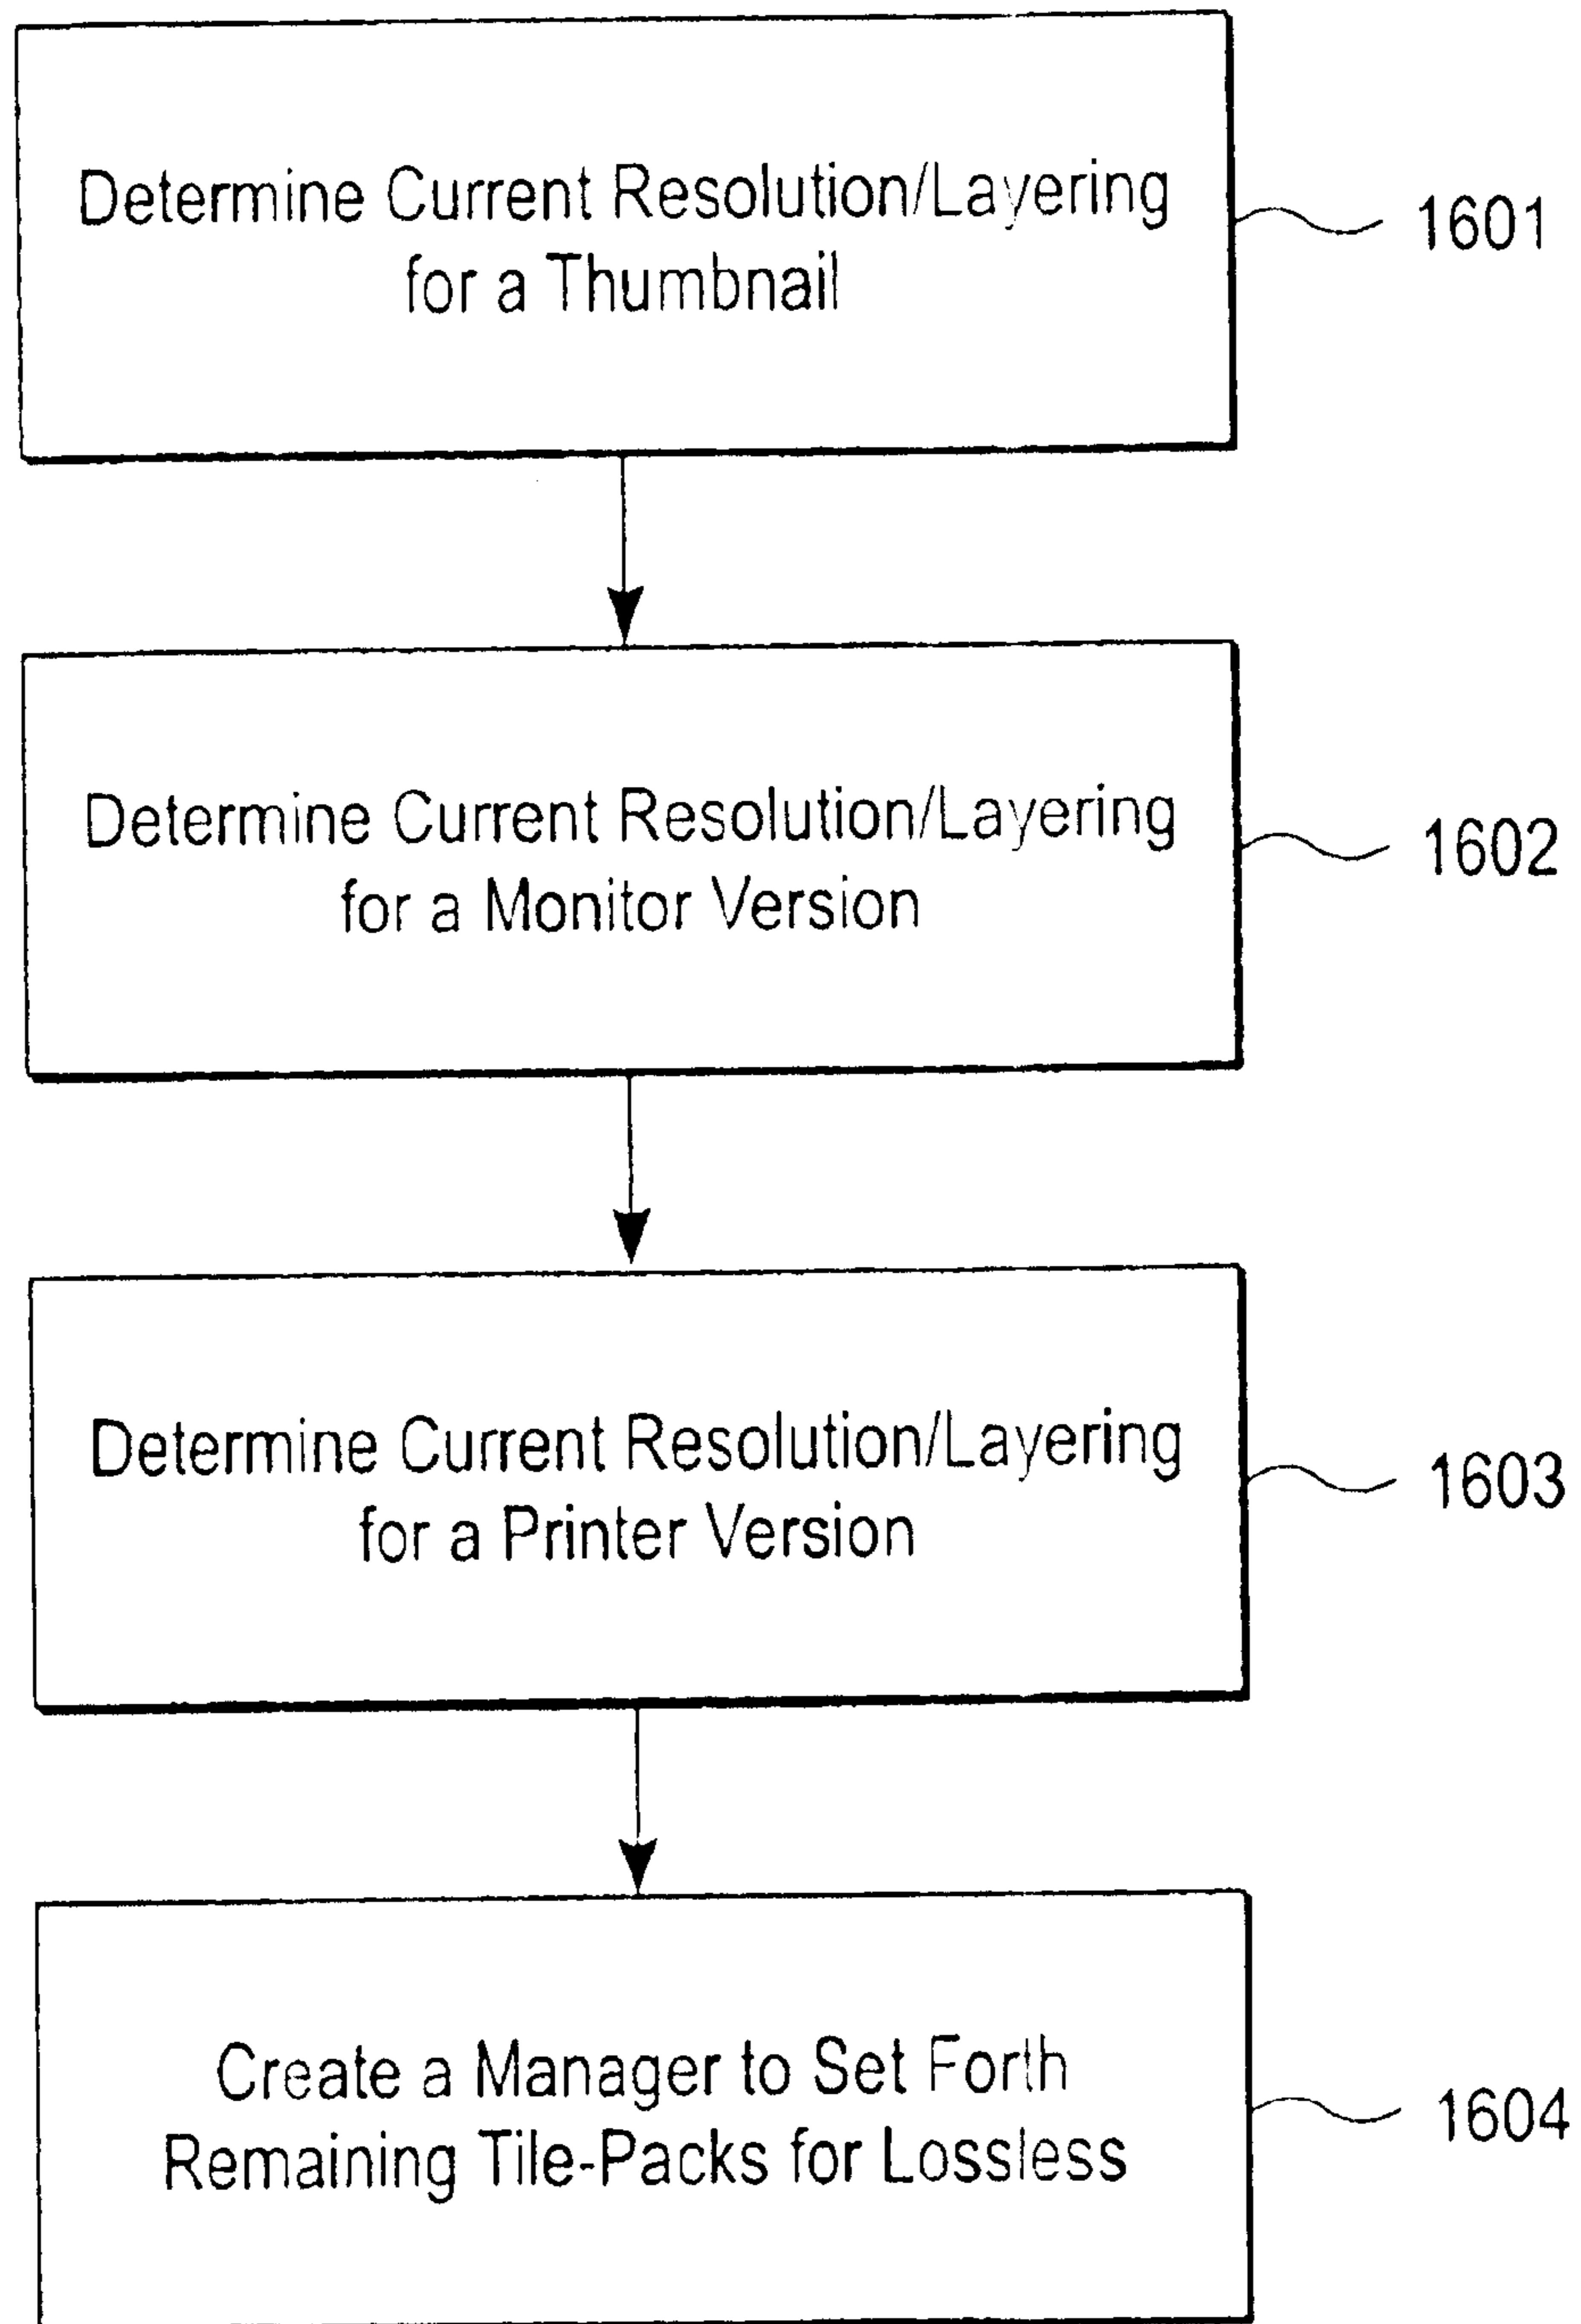 Determine Current Resolution/Layering
for a Thumbnail
1601
Determine Current Resolution/Layering
for a Monitor Version
1602
Determine Current Resolution/Layering
for a Printer Version
1603
Create a Manager to Set Forth
Remaining Tile-Packs for Lossless
1604